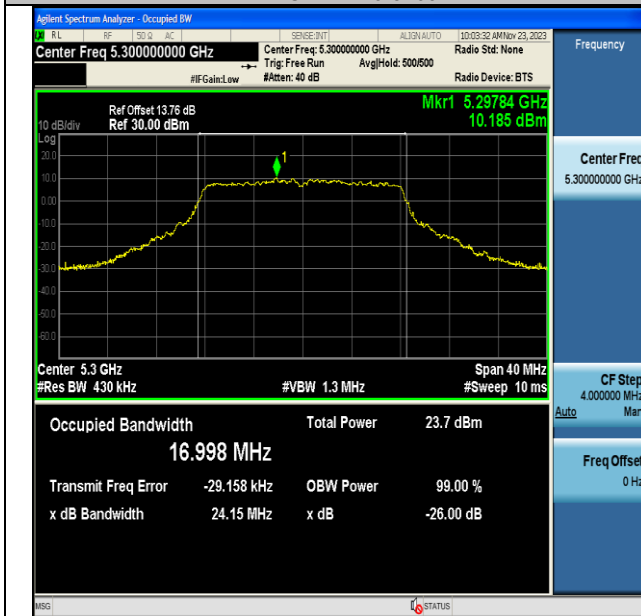 Agilent Spectrum Analyzer - Occupied BW
RL RF 50 Ω AC SENSE:INT ALIGN AUTO 10:03:32 AM Nov 23, 2023
Center Freq 5.300000000 GHz Center Freq: 5.300000000 GHz Radio Std: None
Trig: Free Run Avg|Hold: 500/500
#IFGain:Low #Atten: 40 dB Radio Device: BTS
Frequency
Ref Offset 13.76 dB Mkr1 5.29784 GHz
10 dB/div Ref 30.00 dBm 10.185 dBm
Log
20.0
1
10.0
0.00
-10.0
-20.0
-30.0
-40.0
-50.0
-60.0
Center 5.3 GHz Span 40 MHz
#Res BW 430 kHz #VBW 1.3 MHz #Sweep 10 ms
Center Freq
5.300000000 GHz
CF Step
4.000000 MHz
Auto Man
Freq Offset
0 Hz
Occupied Bandwidth Total Power 23.7 dBm
16.998 MHz
Transmit Freq Error -29.158 kHz OBW Power 99.00 %
x dB Bandwidth 24.15 MHz x dB -26.00 dB
MSG STATUS